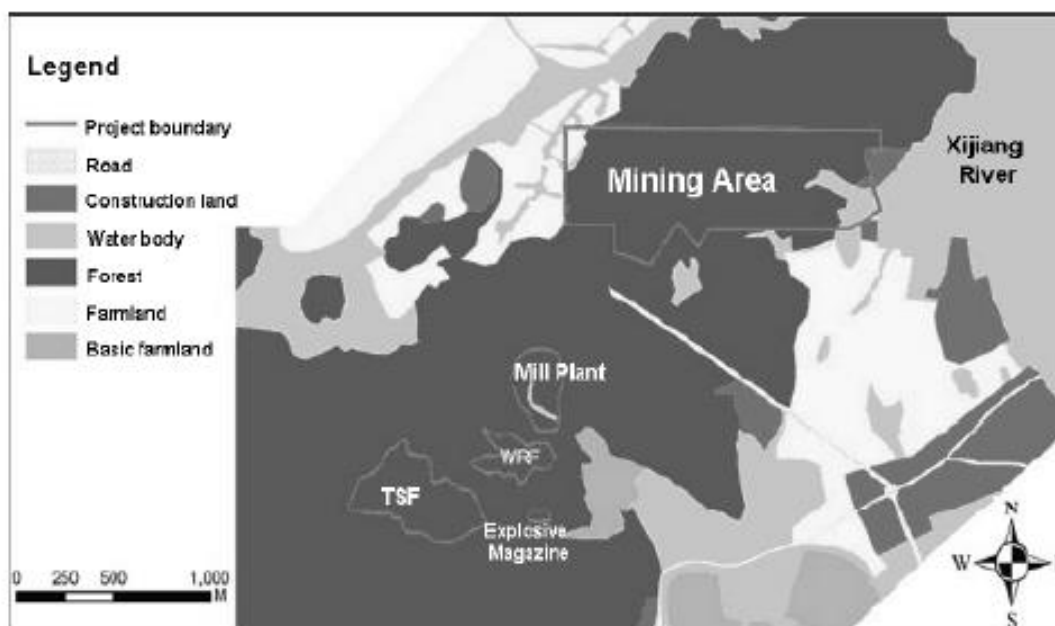 Legend
Project boundary
Road
Construction land
Water body
Forest
Farmland
Basic farmland
Mining Area
Xijiang
River
Mill Plant
WRF
TSF
Explosive
Magazine
0 250 500 1,000
M
N
W E
S